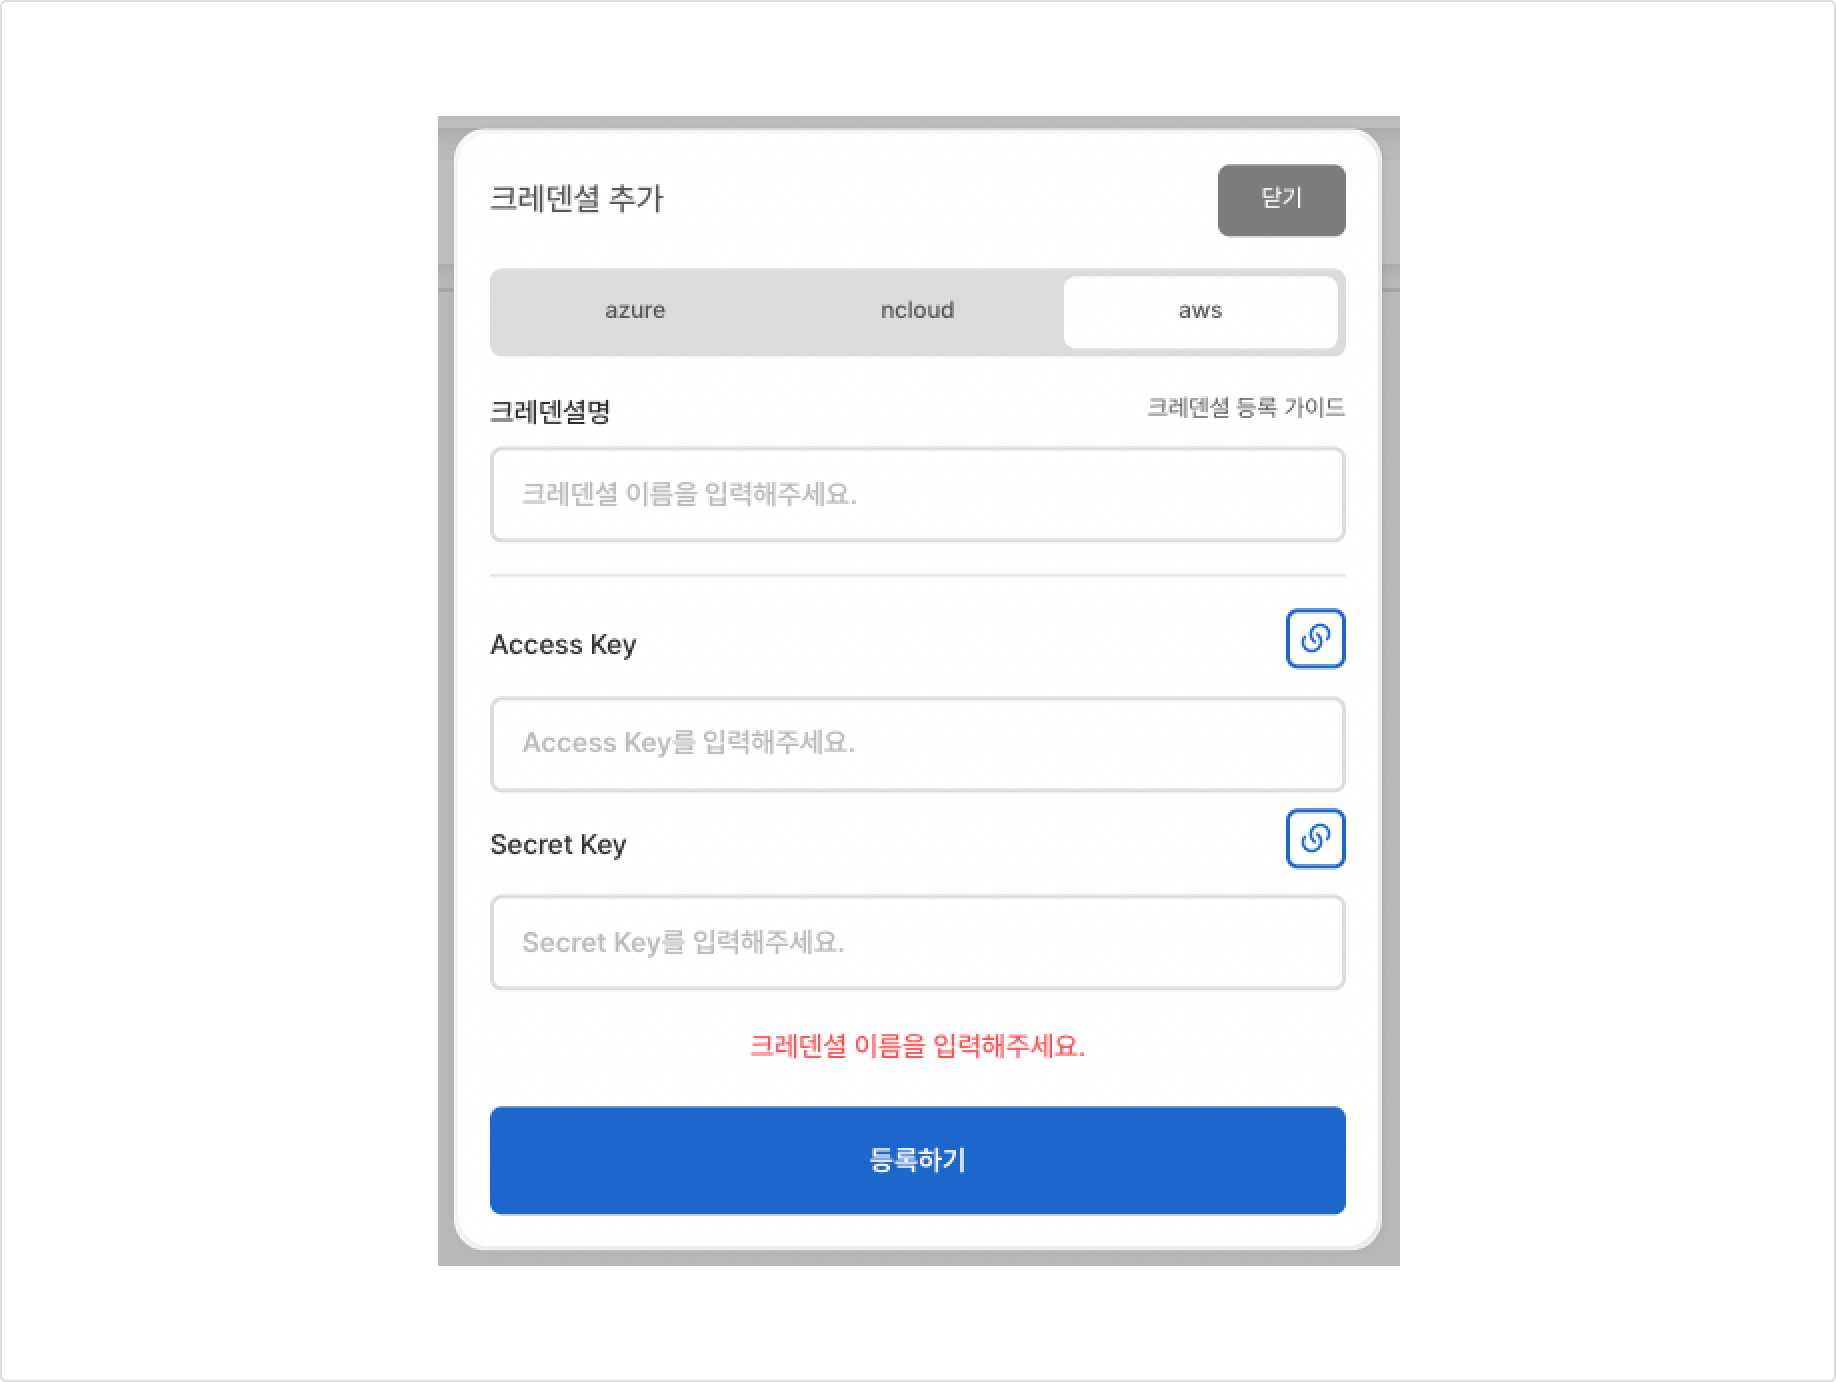 크레덴셜 추가
닫기
azure
ncloud
aws
크레덴셜명
크레덴셜 등록 가이드
크레덴셜 이름을 입력해주세요.
Access Key
Access Key를 입력해주세요.
Secret Key
Secret Key를 입력해주세요.
크레덴셜 이름을 입력해주세요.
등록하기